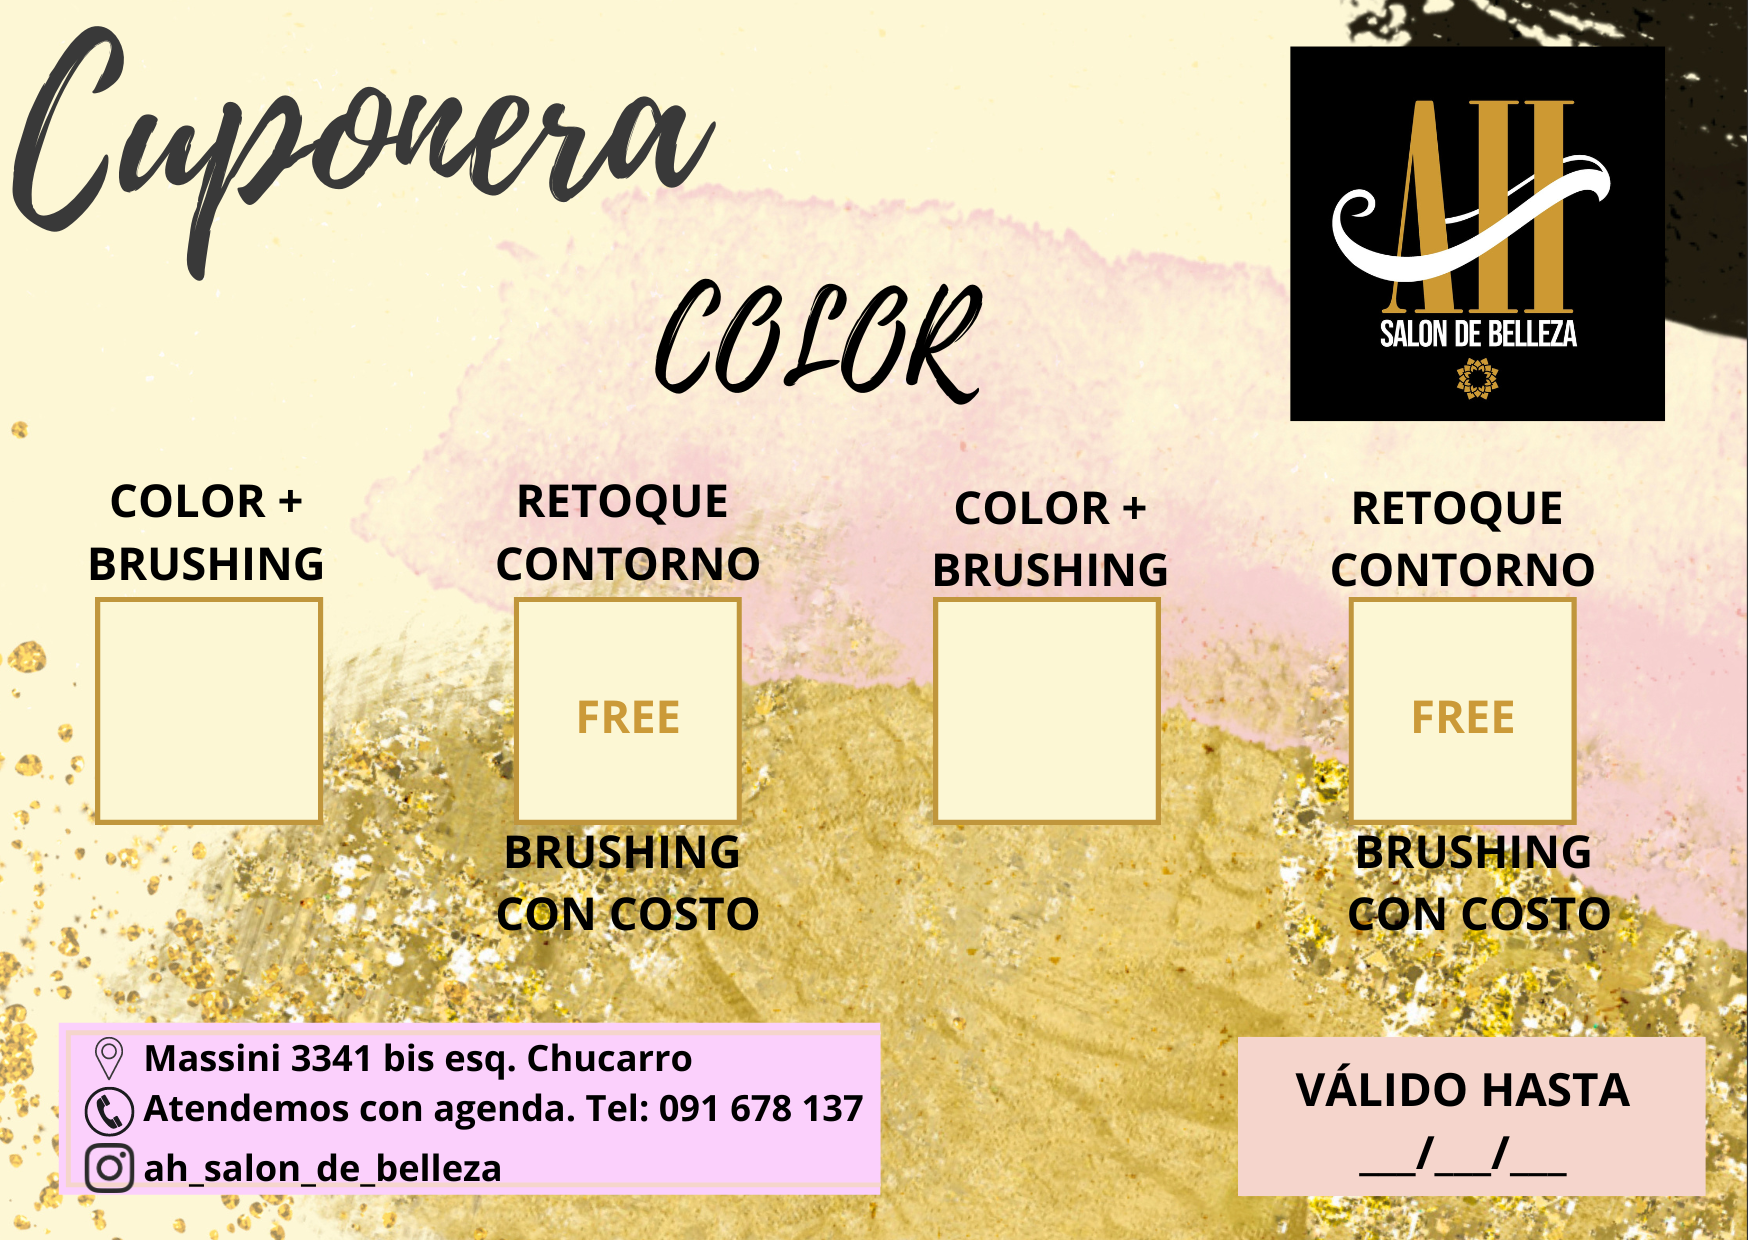 Cuponera
AH
SALON DE BELLEZA
COLOR
COLOR +
BRUSHING
RETOQUE
CONTORNO
FREE
BRUSHING
CON COSTO
COLOR +
BRUSHING
RETOQUE
CONTORNO
FREE
BRUSHING
CON COSTO
Massini 3341 bis esq. Chucarro
Atendemos con agenda. Tel: 091 678 137
ah_salon_de_belleza
VÁLIDO HASTA
___/___/___